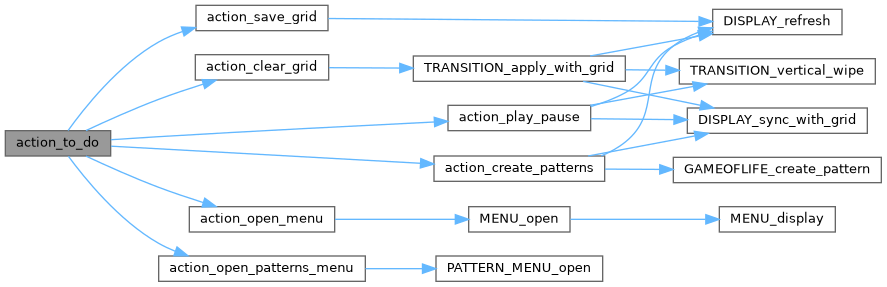 action_save_grid
DISPLAY_refresh
action_clear_grid
TRANSITION_apply_with_grid
TRANSITION_vertical_wipe
action_play_pause
DISPLAY_sync_with_grid
action_to_do
action_create_patterns
GAMEOFLIFE_create_pattern
action_open_menu
MENU_open
MENU_display
action_open_patterns_menu
PATTERN_MENU_open